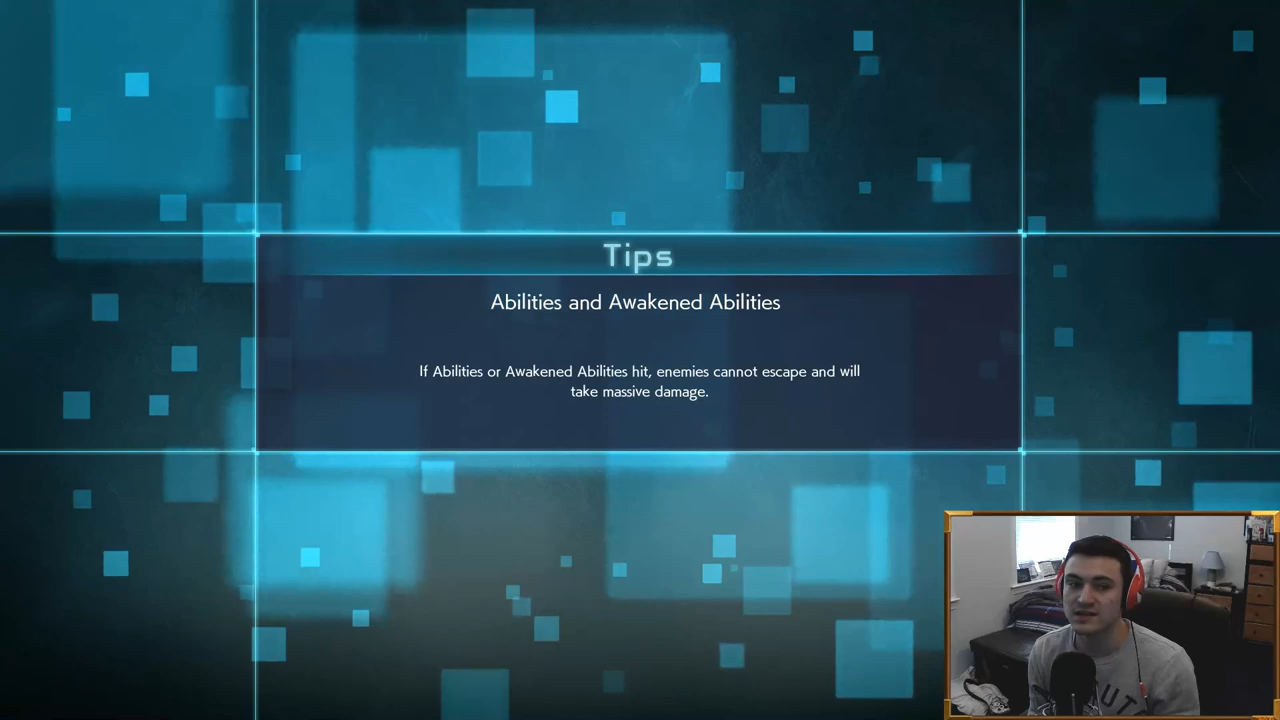 Tips
Abilities and Awakened Abilities
If Abilities or Awakened Abilities hit, enemies cannot escape and will
take massive damage.